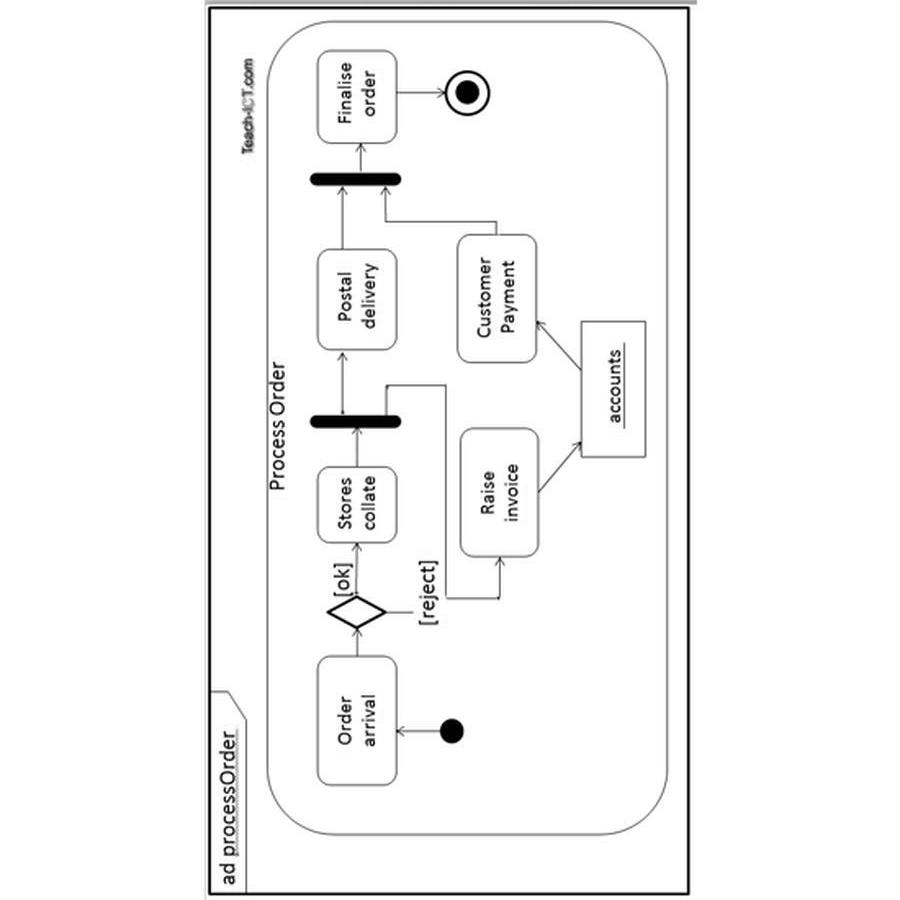 ad processOrder
Teach-ICT.com
Process Order
Order
arrival
[ok]
[reject]
Stores
collate
Raise
invoice
accounts
Postal
delivery
Customer
Payment
Finalise
order